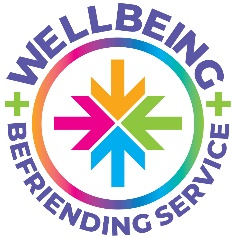 WELLBEING
+ BEFRIENDING SERVICE +